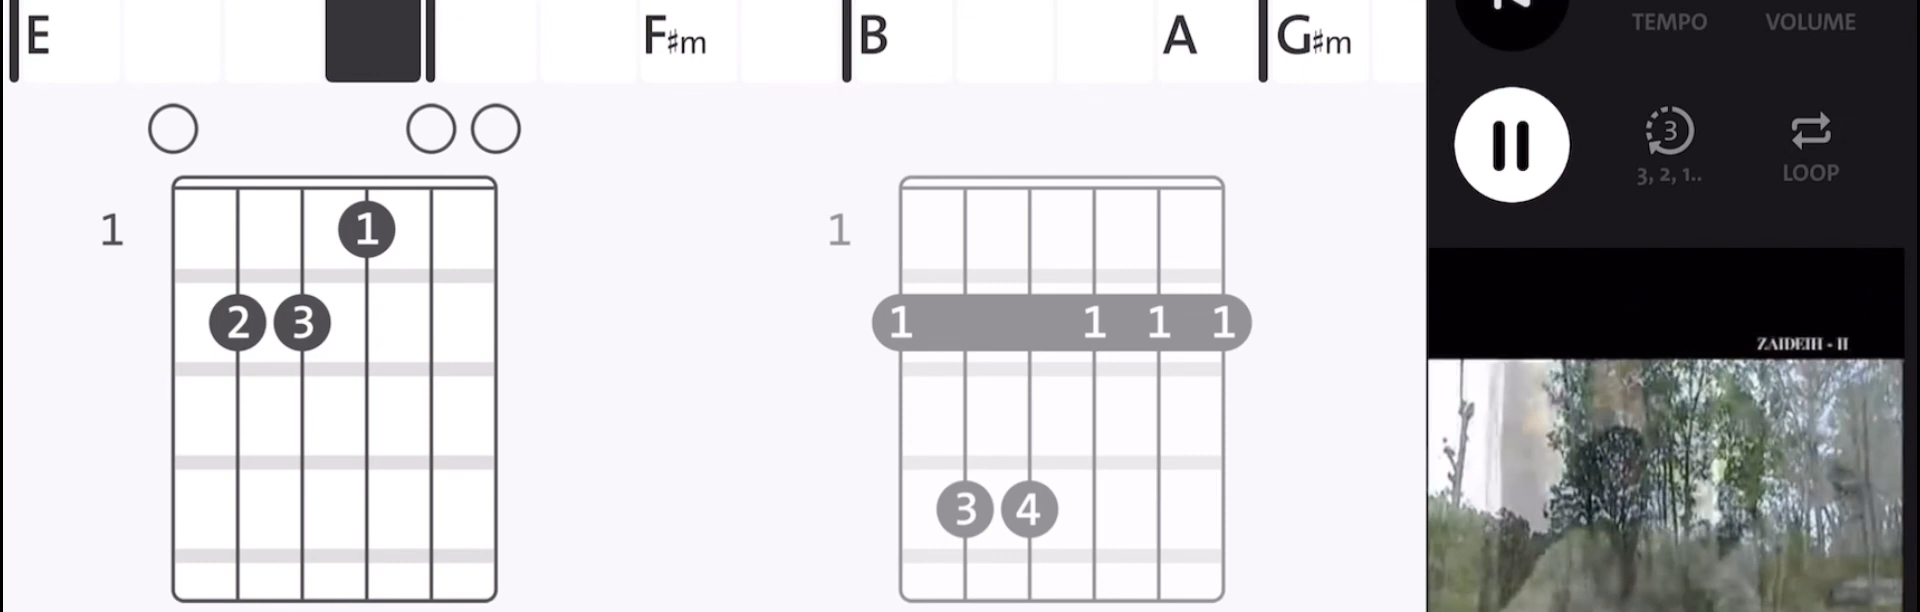 E F♯m B A G♯m
TEMPO VOLUME
1 1
2 3
1
1 1 1 1
3 4
3
3, 2, 1.. LOOP
ZAIDETH - II